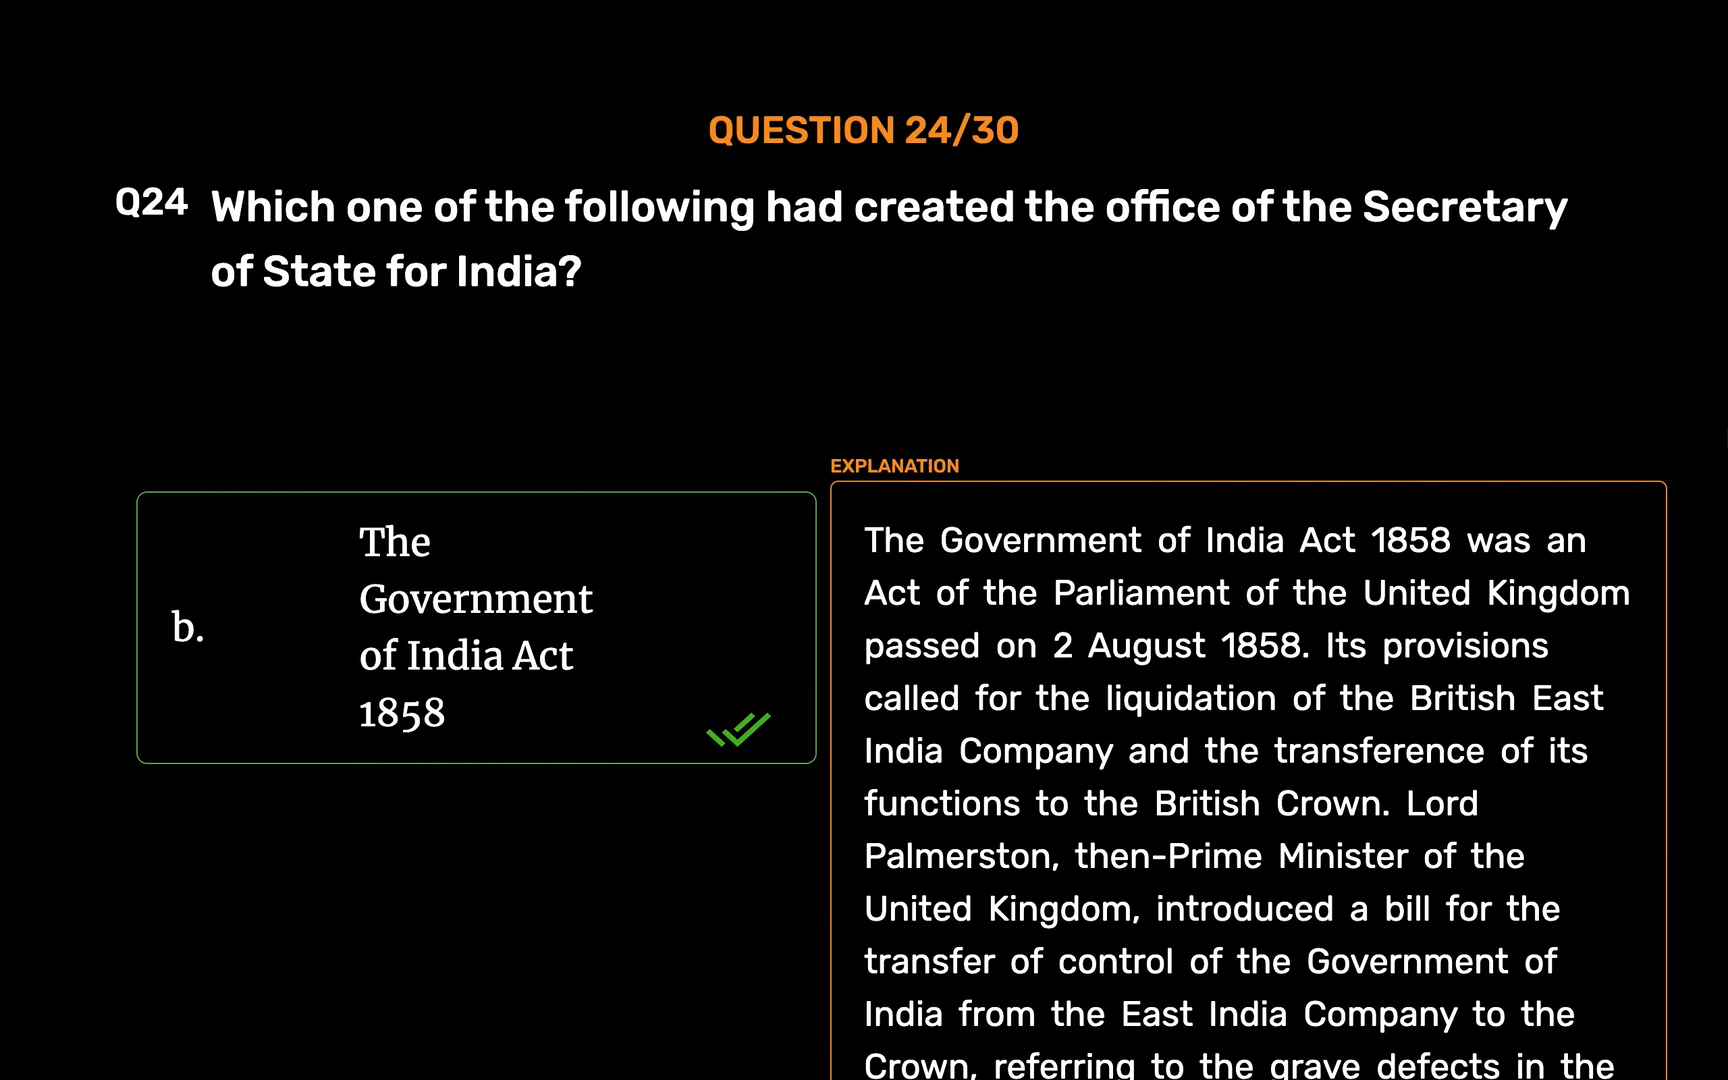 QUESTION 24/30
Q24 Which one of the following had created the office of the Secretary
of State for India?
b.
The
Government
of India Act
1858
EXPLANATION
The Government of India Act 1858 was an
Act of the Parliament of the United Kingdom
passed on 2 August 1858. Its provisions
called for the liquidation of the British East
India Company and the transference of its
functions to the British Crown. Lord
Palmerston, then-Prime Minister of the
United Kingdom, introduced a bill for the
transfer of control of the Government of
India from the East India Company to the
Crown, referring to the grave defects in the